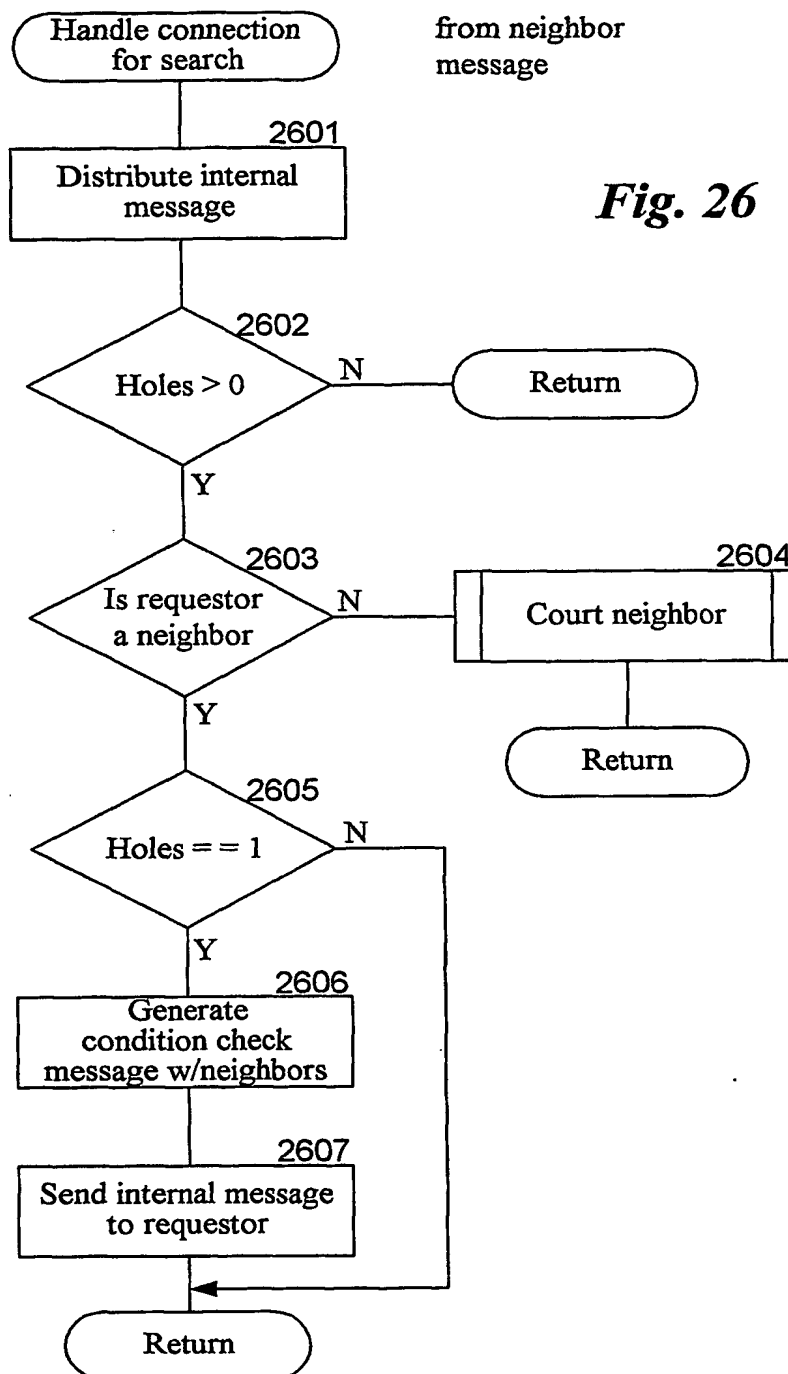 Handle connection
for search
from neighbor
message
2601
Distribute internal
message
Fig. 26
2602
Holes > 0
N
Return
Y
2603
Is requestor
a neighbor
N
2604
Court neighbor
Return
Y
2605
Holes = = 1
N
Y
2606
Generate
condition check
message w/neighbors
2607
Send internal message
to requestor
Return